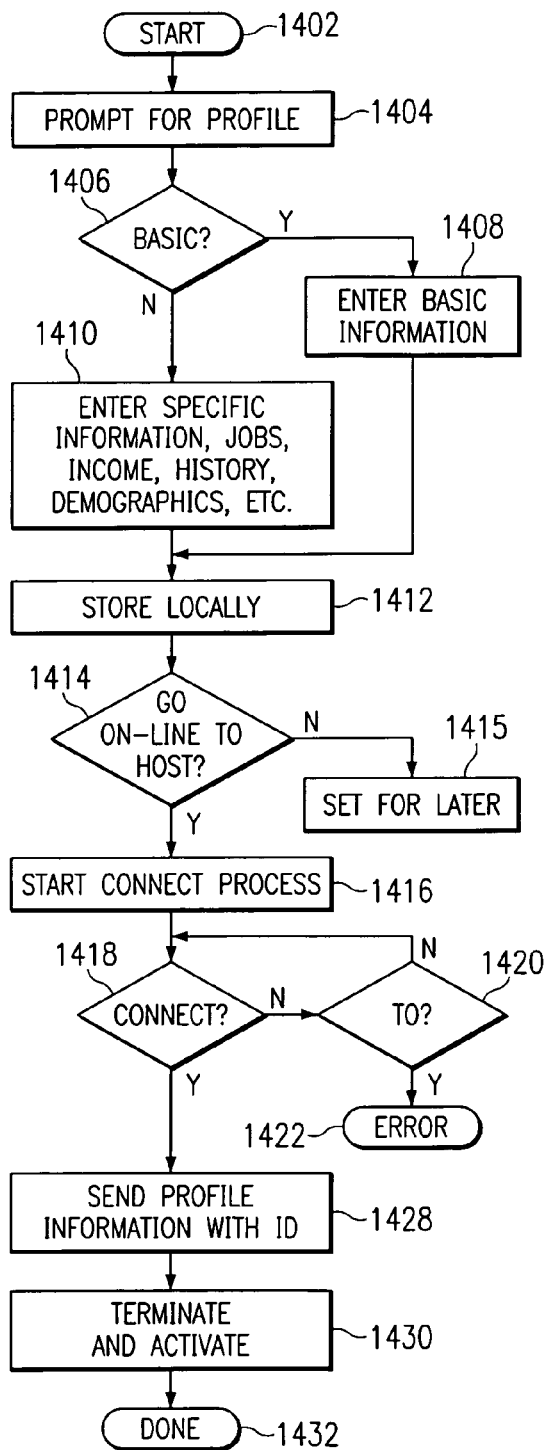 START
1402
PROMPT FOR PROFILE
1404
1406
BASIC?
Y
N
1408
ENTER BASIC
INFORMATION
1410
ENTER SPECIFIC
INFORMATION, JOBS,
INCOME, HISTORY,
DEMOGRAPHICS, ETC.
STORE LOCALLY
1412
1414
GO
ON-LINE TO
HOST?
N
Y
1415
SET FOR LATER
START CONNECT PROCESS
1416
1418
CONNECT?
N
Y
N
1420
TO?
Y
1422
ERROR
SEND PROFILE
INFORMATION WITH ID
1428
TERMINATE
AND ACTIVATE
1430
DONE
1432